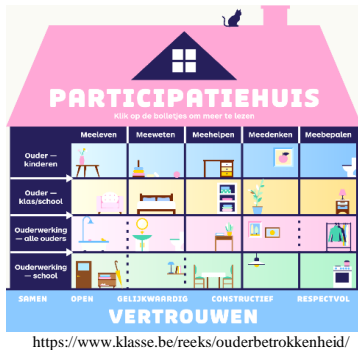 PARTICIPATIEHUIS
Klik op de bolletjes om meer te lezen
Meeleven Meeweten Meehelpen Meedenken Meebepalen
Ouder —
kinderen
Ouder —
klas/school
Ouderwerking
— alle ouders
Ouderwerking
— school
SAMEN OPEN GELIJKWAARDIG CONSTRUCTIEF RESPECTVOL
VERTROUWEN
https://www.klasse.be/reeks/ouderbetrokkenheid/